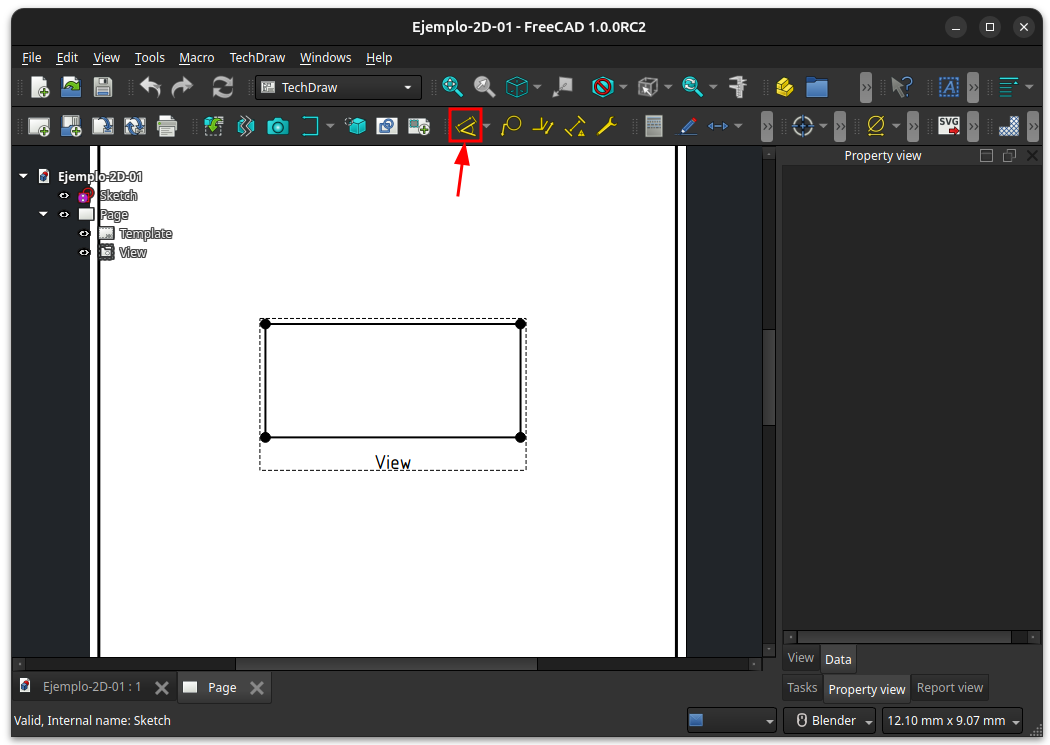 Ejemplo-2D-01 - FreeCAD 1.0.0RC2
File Edit View Tools Macro TechDraw Windows Help
TechDraw
SVG
Property view
Ejemplo-2D-01
Sketch
Page
Template
View
View
View Data
Ejemplo-2D-01 : 1 Page
Tasks Property view Report view
Valid, Internal name: Sketch
Blender 12.10 mm x 9.07 mm